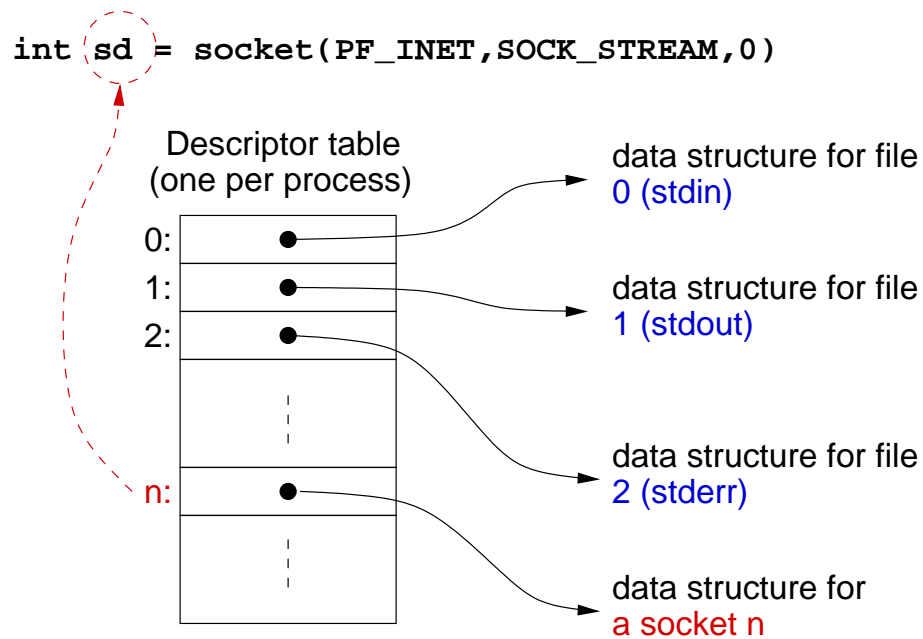 int sd = socket(PF_INET,SOCK_STREAM,0)
Descriptor table
(one per process)
0:
1:
2:
n:
data structure for file
0 (stdin)
data structure for file
1 (stdout)
data structure for file
2 (stderr)
data structure for
a socket n